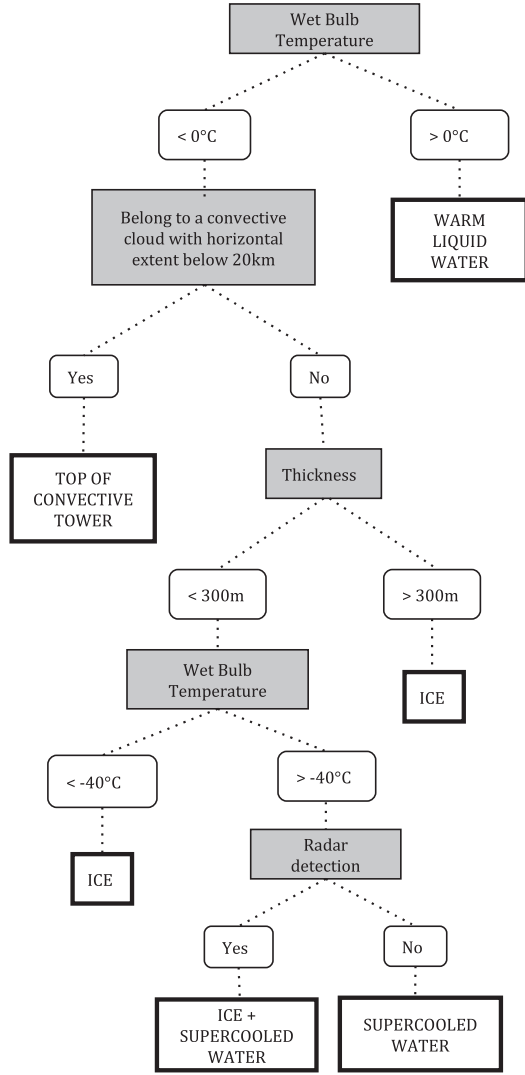 Wet Bulb
Temperature
< 0°C
> 0°C
Belong to a convective
cloud with horizontal
extent below 20km
WARM
LIQUID
WATER
Yes
No
TOP OF
CONVECTIVE
TOWER
Thickness
< 300m
> 300m
Wet Bulb
Temperature
ICE
< -40°C
> -40°C
ICE
Radar
detection
Yes
No
ICE +
SUPERCOOLED
WATER
SUPERCOOLED
WATER